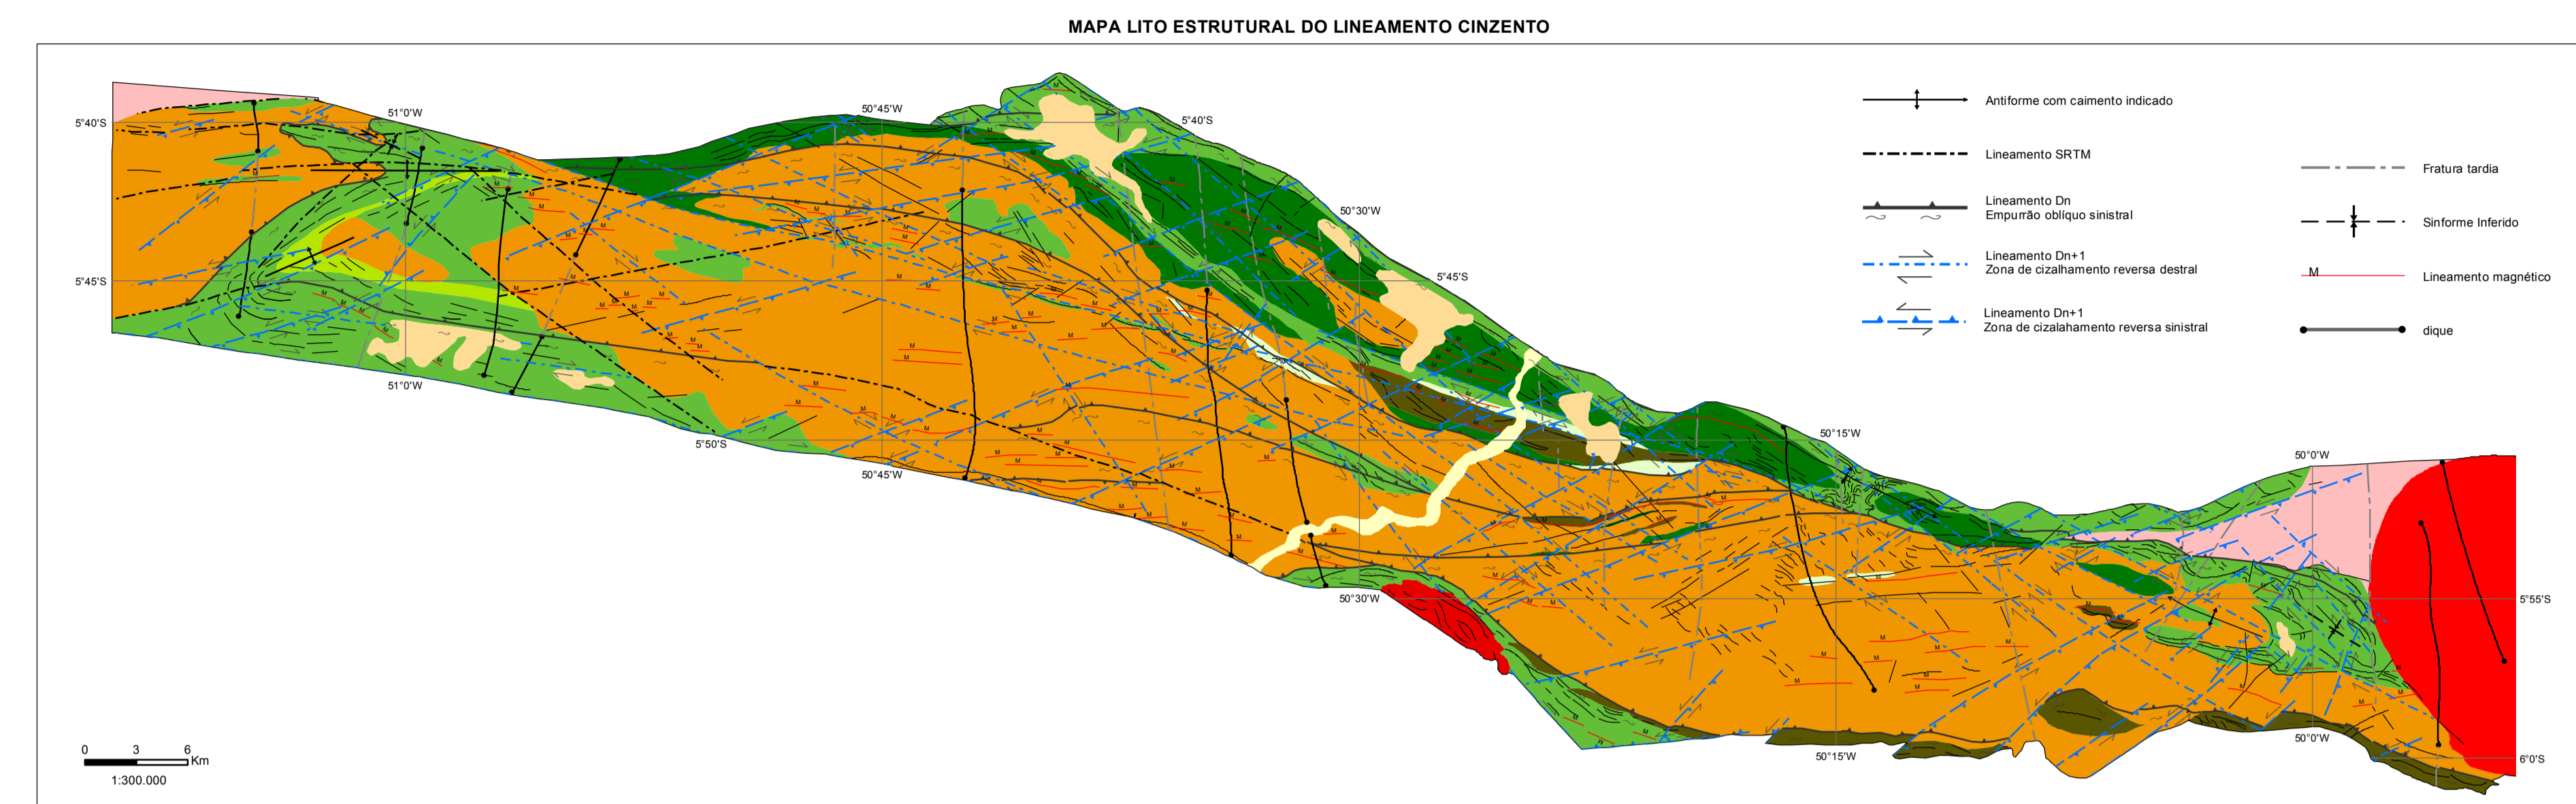 MAPA LITO ESTRUTURAL DO LINEAMENTO CINZENTO
51°0'W
50°45'W
5°40'S
5°40'S
50°30'W
5°45'S
5°45'S
51°0'W
5°50'S
50°45'W
50°15'W
50°0'W
50°30'W
5°55'S
50°15'W
50°0'W
6°0'S
Antiforme com caimento indicado
Lineamento SRTM
Lineamento Dn
Empurrão oblíquo sinistral
Lineamento Dn+1
Zona de cizalhamento reversa destral
Lineamento Dn+1
Zona de cizalahamento reversa sinistral
Fratura tardia
Sinforme Inferido
M
Lineamento magnético
dique
0 3 6
Km
1:300.000